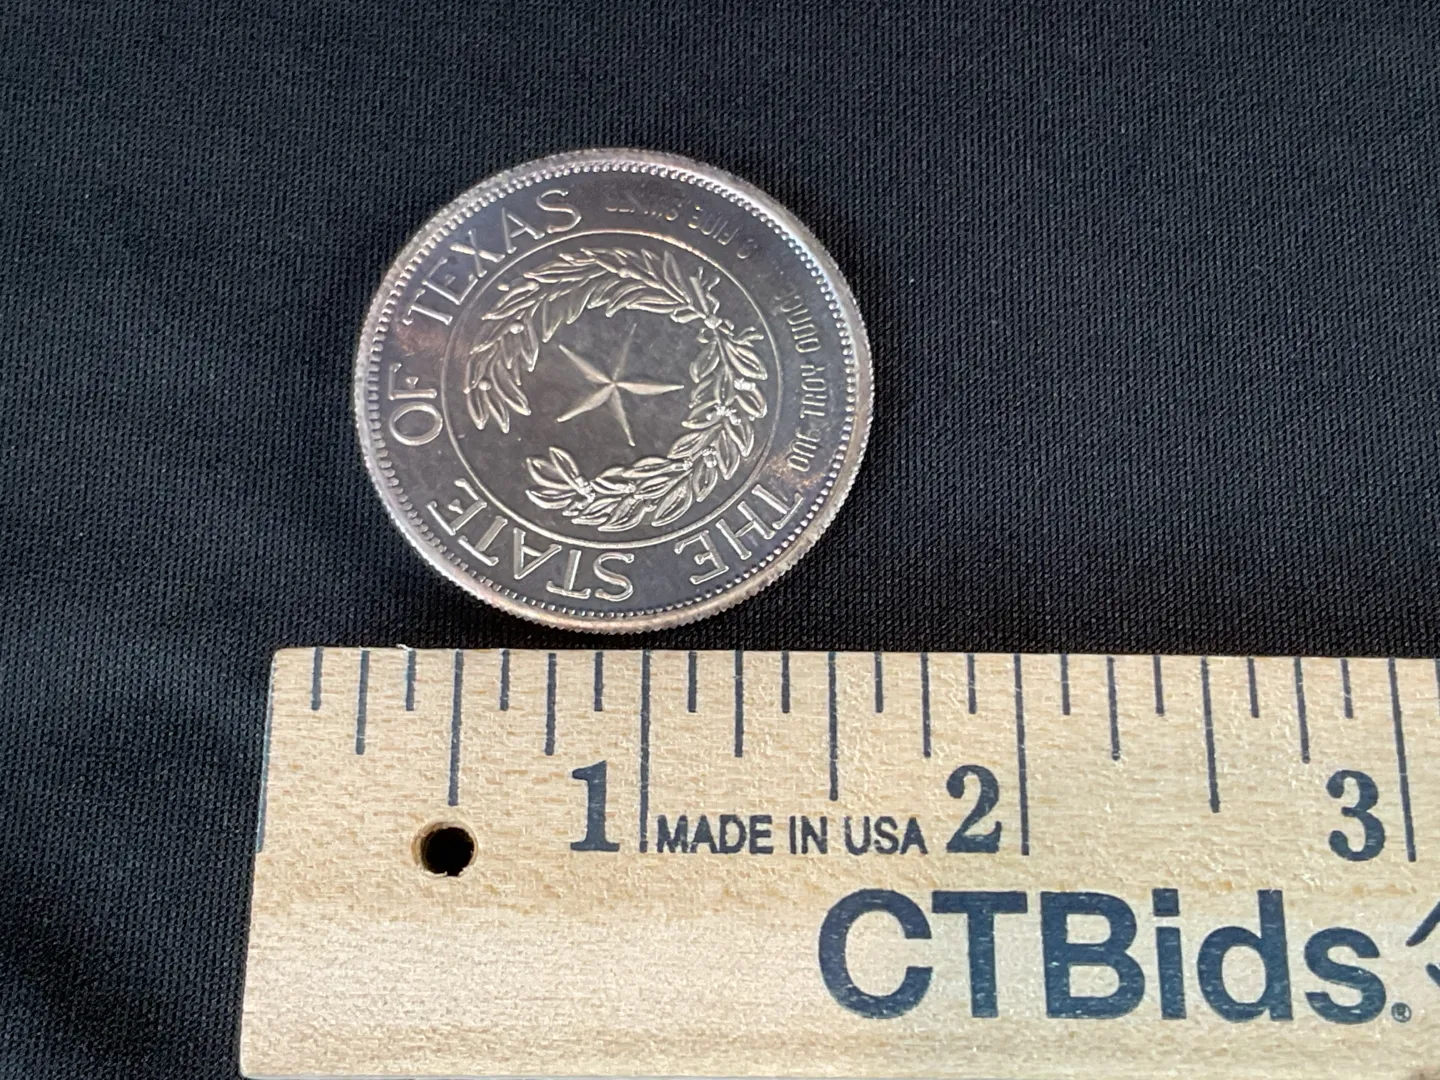 THE STATE OF TEXAS
ONE TROY OUNCE
1 2 3
MADE IN USA
CTBids.®